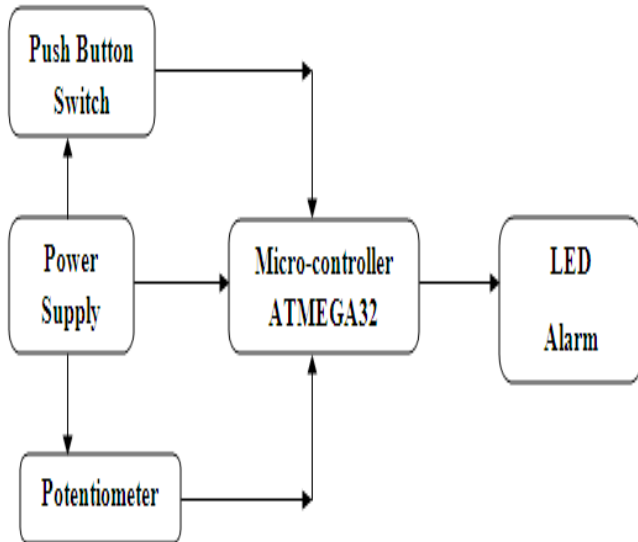 Push Button
Switch
Power
Supply
Micro-controller
ATMEGA32
LED
Alarm
Potentiometer